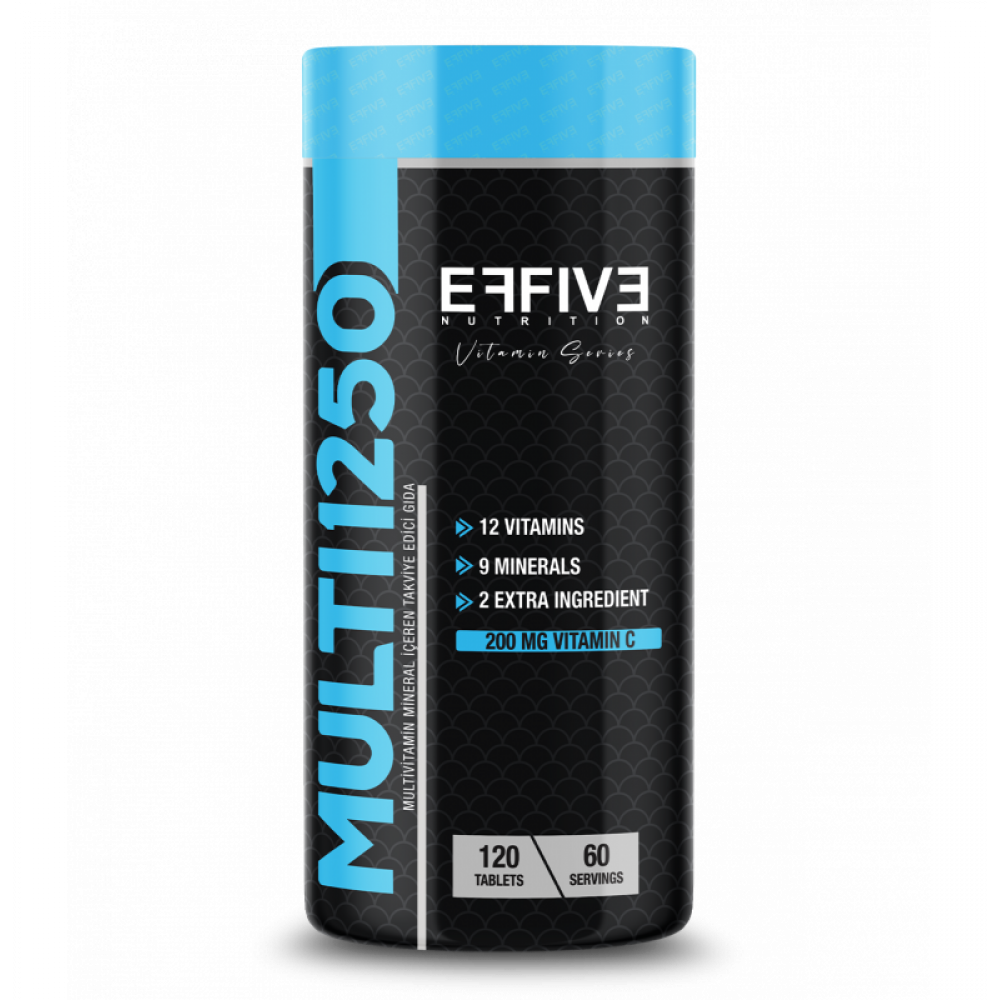 EFFIVE
NUTRITION
Vitamin Series
MULTI1250
MULTİVİTAMİN MİNERAL İÇEREN TAKVİYE EDİCİ GIDA
12 VITAMINS
9 MINERALS
2 EXTRA INGREDIENT
200 MG VITAMIN C
120
TABLETS
60
SERVINGS